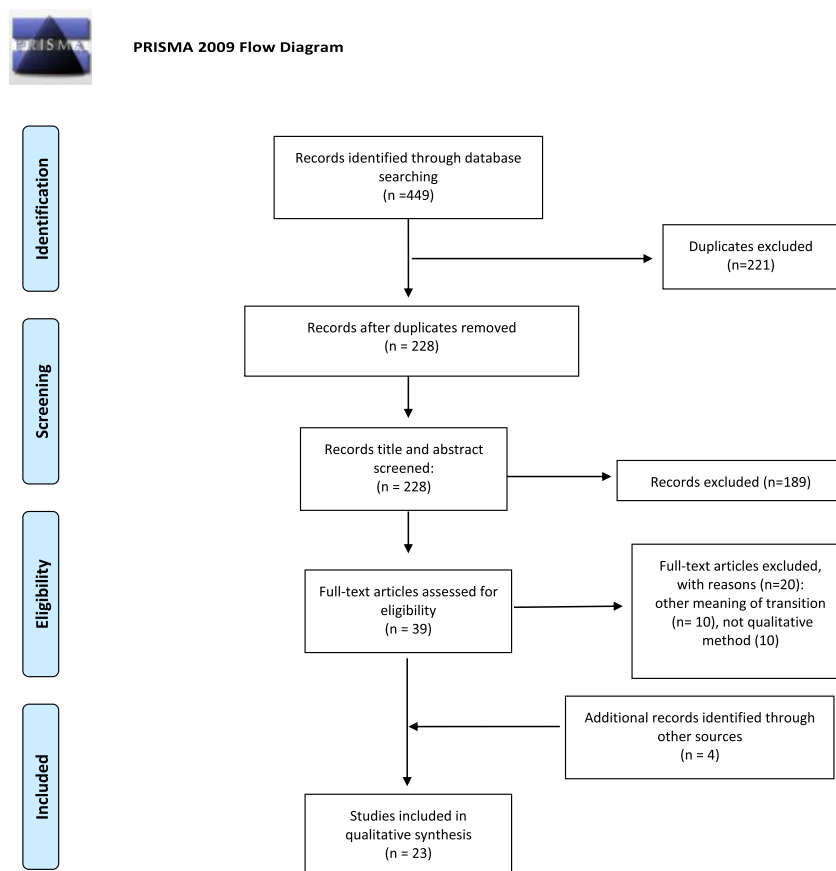 PRISMA
PRISMA 2009 Flow Diagram
Identification
Records identified through database
searching
(n =449)
Duplicates excluded
(n=221)
Screening
Records after duplicates removed
(n = 228)
Records title and abstract
screened:
(n = 228)
Records excluded (n=189)
Eligibility
Full-text articles assessed for
eligibility
(n = 39)
Full-text articles excluded,
with reasons (n=20):
other meaning of transition
(n= 10), not qualitative
method (10)
Included
Additional records identified through
other sources
(n = 4)
Studies included in
qualitative synthesis
(n = 23)